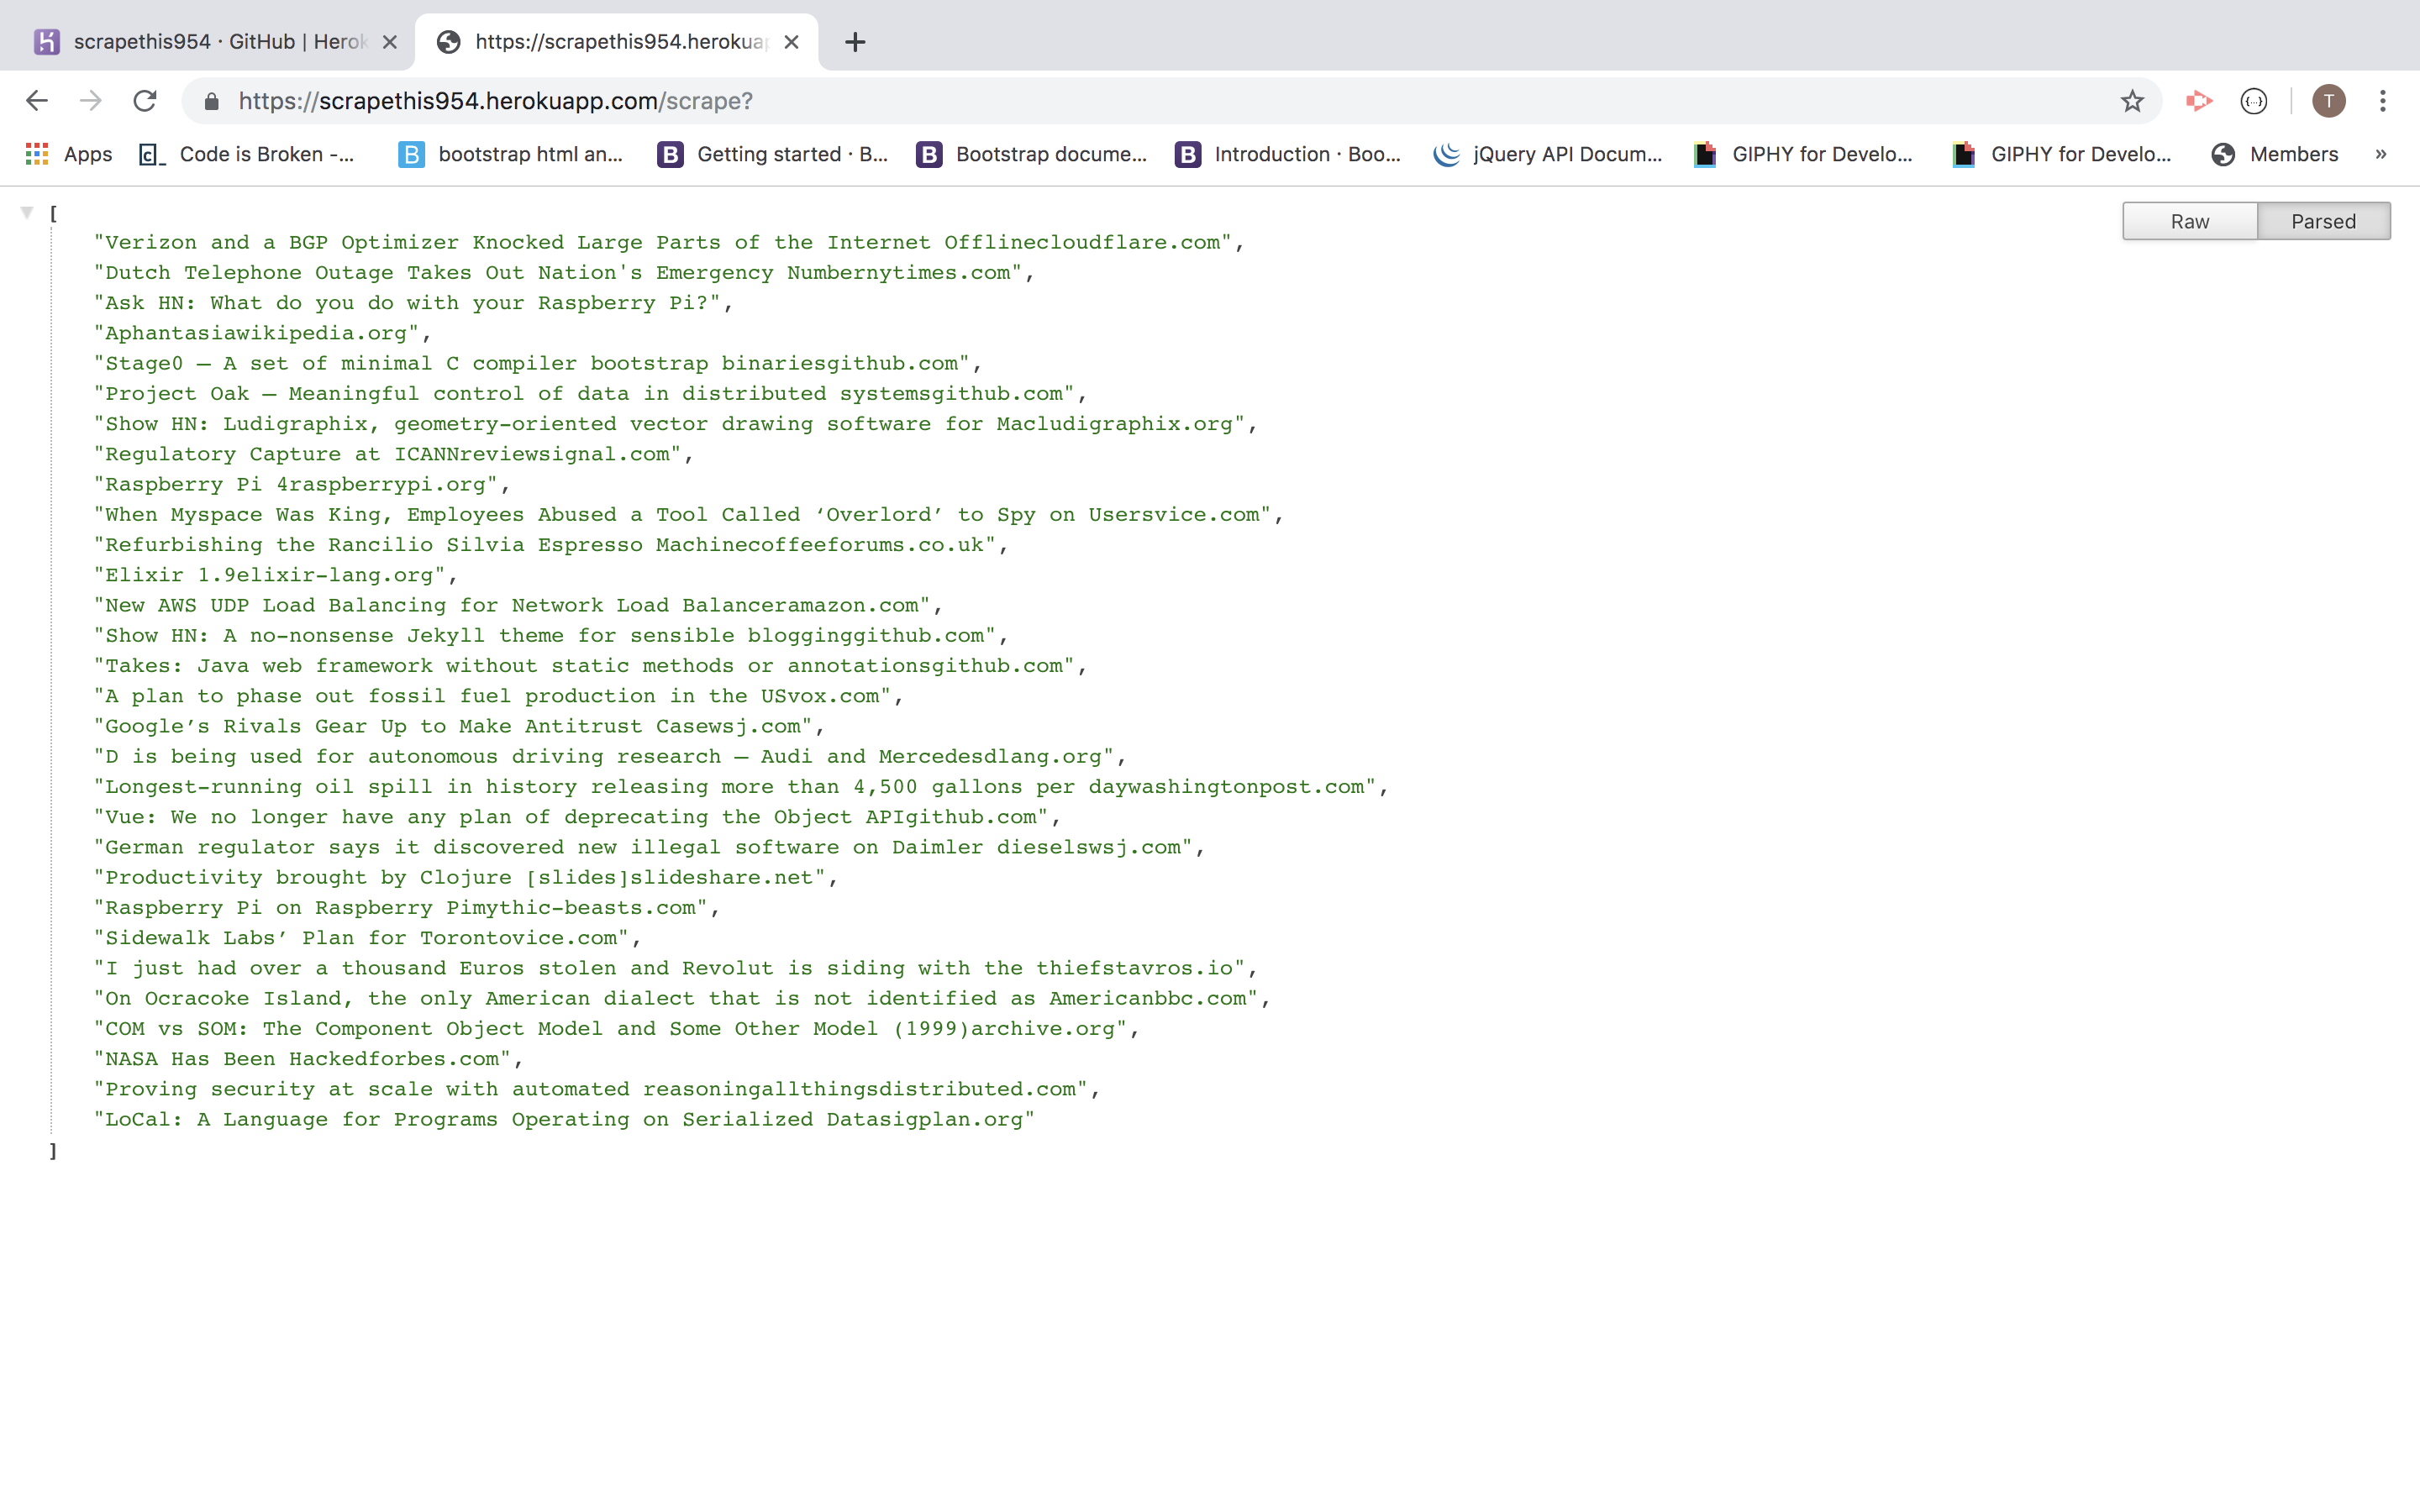 scrapethis954 · GitHub | Herok
https://scrapethis954.herokuap
https://scrapethis954.herokuapp.com/scrape?
T
Apps
Code is Broken -...
bootstrap html an...
Getting started · B...
Bootstrap docume...
Introduction · Boo...
jQuery API Docum...
GIPHY for Develo...
GIPHY for Develo...
Members
»
[
Raw
Parsed
"Verizon and a BGP Optimizer Knocked Large Parts of the Internet Offlinecloudflare.com",
"Dutch Telephone Outage Takes Out Nation's Emergency Numbernytimes.com",
"Ask HN: What do you do with your Raspberry Pi?",
"Aphantasiawikipedia.org",
"Stage0 – A set of minimal C compiler bootstrap binariesgithub.com",
"Project Oak – Meaningful control of data in distributed systemsgithub.com",
"Show HN: Ludigraphix, geometry-oriented vector drawing software for Macludigraphix.org",
"Regulatory Capture at ICANNreviewsignal.com",
"Raspberry Pi 4raspberrypi.org",
"When Myspace Was King, Employees Abused a Tool Called ‘Overlord’ to Spy on Usersvice.com",
"Refurbishing the Rancilio Silvia Espresso Machinecoffeeforums.co.uk",
"Elixir 1.9elixir-lang.org",
"New AWS UDP Load Balancing for Network Load Balanceramazon.com",
"Show HN: A no-nonsense Jekyll theme for sensible blogginggithub.com",
"Takes: Java web framework without static methods or annotationsgithub.com",
"A plan to phase out fossil fuel production in the USvox.com",
"Google’s Rivals Gear Up to Make Antitrust Casewsj.com",
"D is being used for autonomous driving research – Audi and Mercedesdlang.org",
"Longest-running oil spill in history releasing more than 4,500 gallons per daywashingtonpost.com",
"Vue: We no longer have any plan of deprecating the Object APIgithub.com",
"German regulator says it discovered new illegal software on Daimler dieselswsj.com",
"Productivity brought by Clojure [slides]slideshare.net",
"Raspberry Pi on Raspberry Pimythic-beasts.com",
"Sidewalk Labs’ Plan for Torontovice.com",
"I just had over a thousand Euros stolen and Revolut is siding with the thiefstavros.io",
"On Ocracoke Island, the only American dialect that is not identified as Americanbbc.com",
"COM vs SOM: The Component Object Model and Some Other Model (1999)archive.org",
"NASA Has Been Hackedforbes.com",
"Proving security at scale with automated reasoningallthingsdistributed.com",
"LoCal: A Language for Programs Operating on Serialized Datasigplan.org"
]